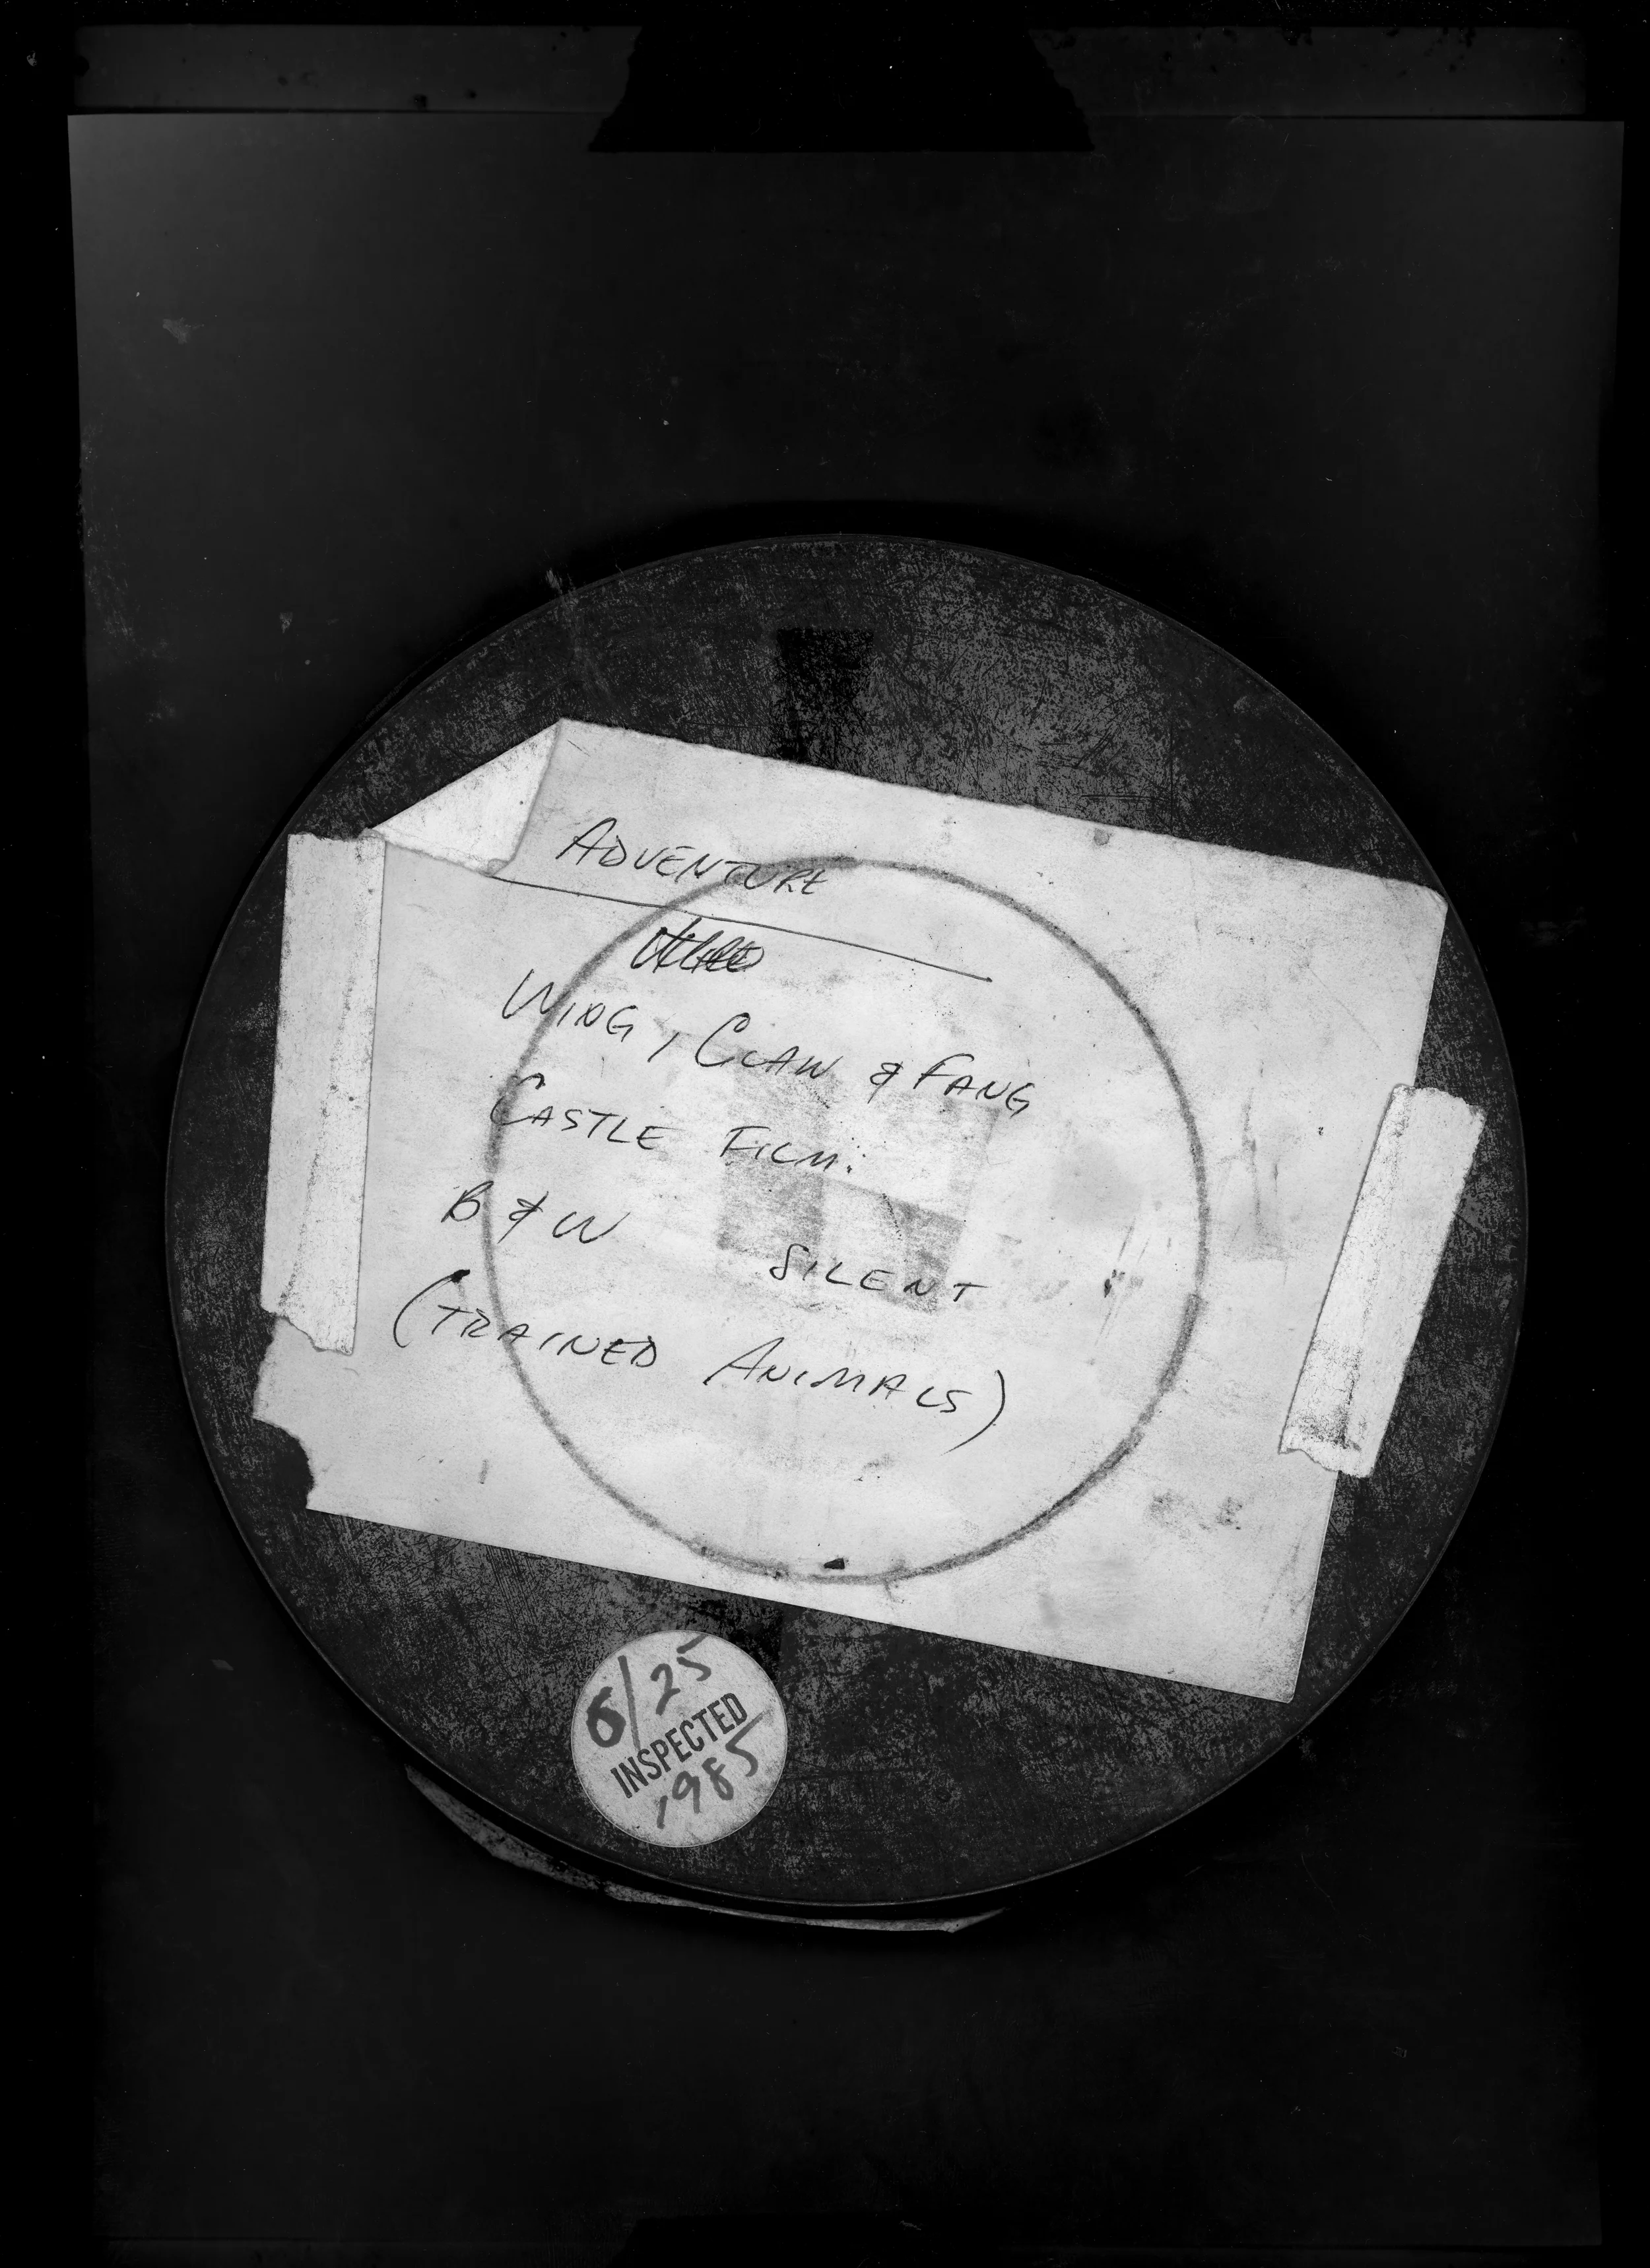 ADVENTURE
WING, CLAW & FANG
CASTLE FILM:
B & W SILENT
(TRAINED ANIMALS)
6/25
INSPECTED
1985